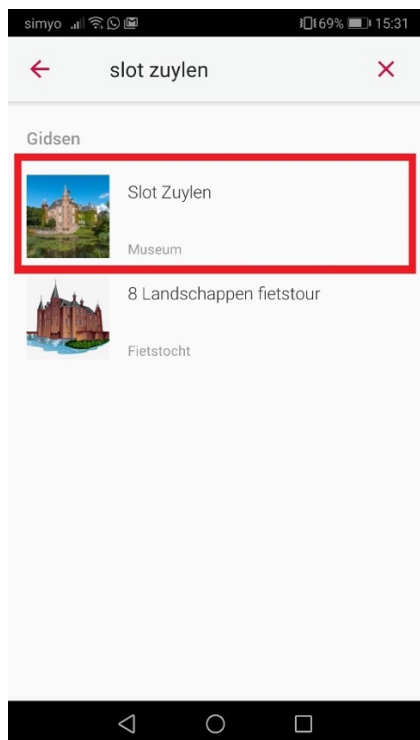 simyo 69% 15:31
slot zuylen
Gidsen
Slot Zuylen
Museum
8 Landschappen fietstour
Fietstocht